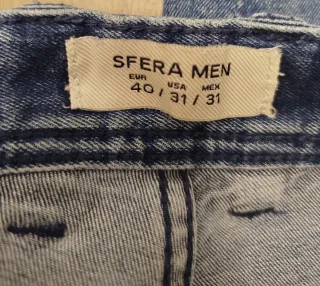 SFERA MEN
EUR USA MEX
40 / 31 / 31